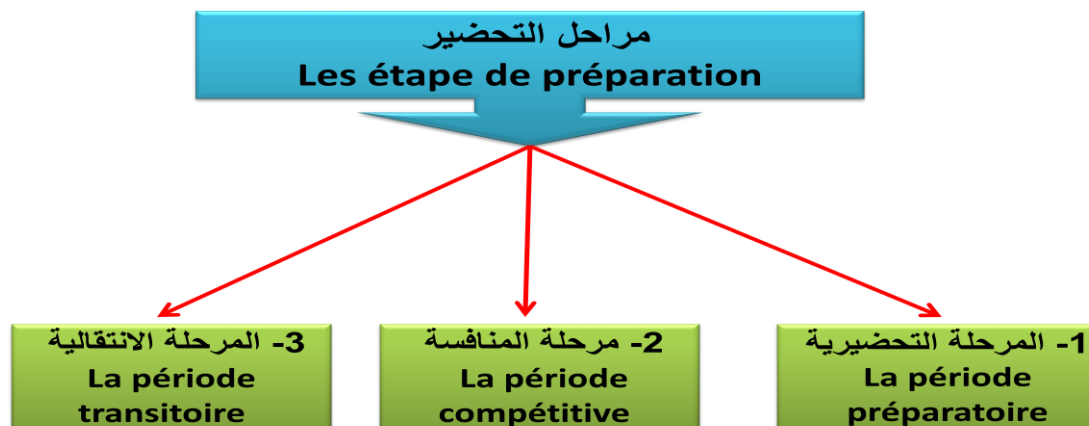 مراحل التحضير
Les étape de préparation
1- المرحلة التحضيرية
La période
préparatoire
2- مرحلة المنافسة
La période
compétitive
3- المرحلة الانتقالية
La période
transitoire